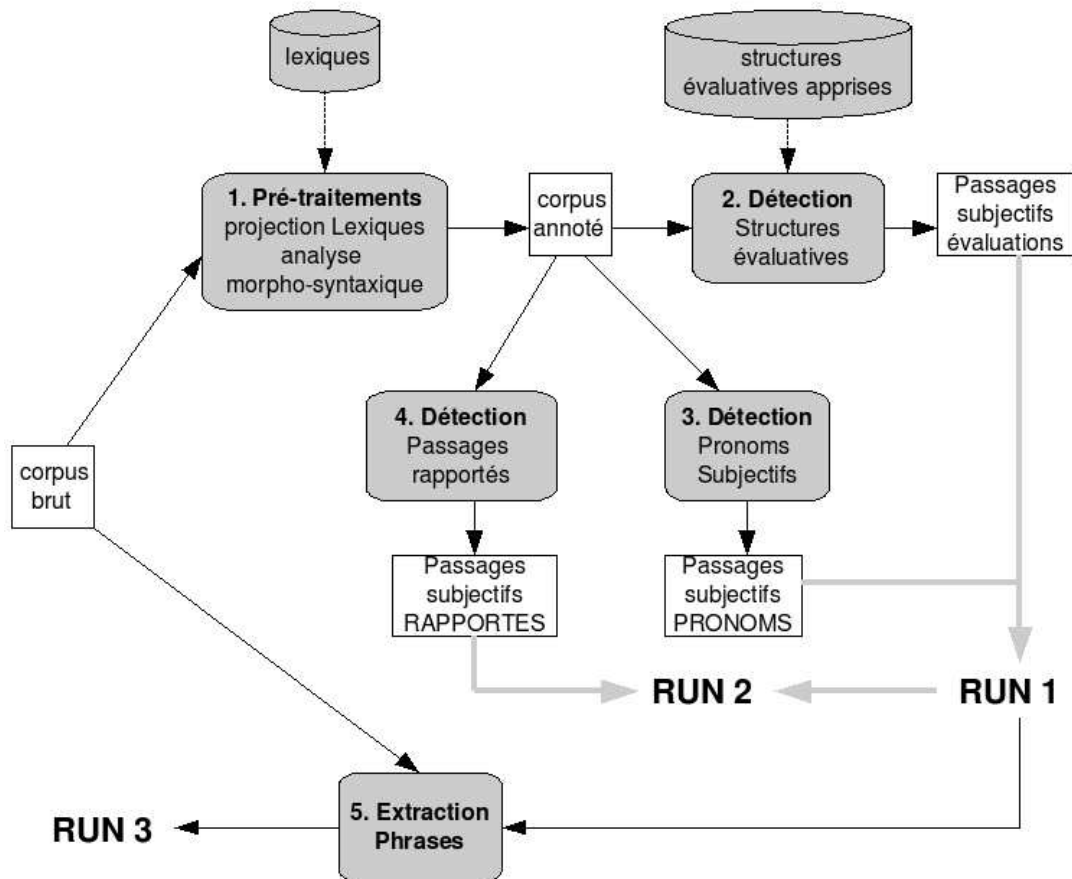 lexiques
structures
évaluatives apprises
1. Pré-traitements
projection Lexiques
analyse
morpho-syntaxique
corpus
annoté
2. Détection
Structures
évaluatives
Passages
subjectifs
évaluations
4. Détection
Passages
rapportés
3. Détection
Pronoms
Subjectifs
corpus
brut
Passages
subjectifs
RAPPORTES
Passages
subjectifs
PRONOMS
RUN 2
RUN 1
5. Extraction
Phrases
RUN 3